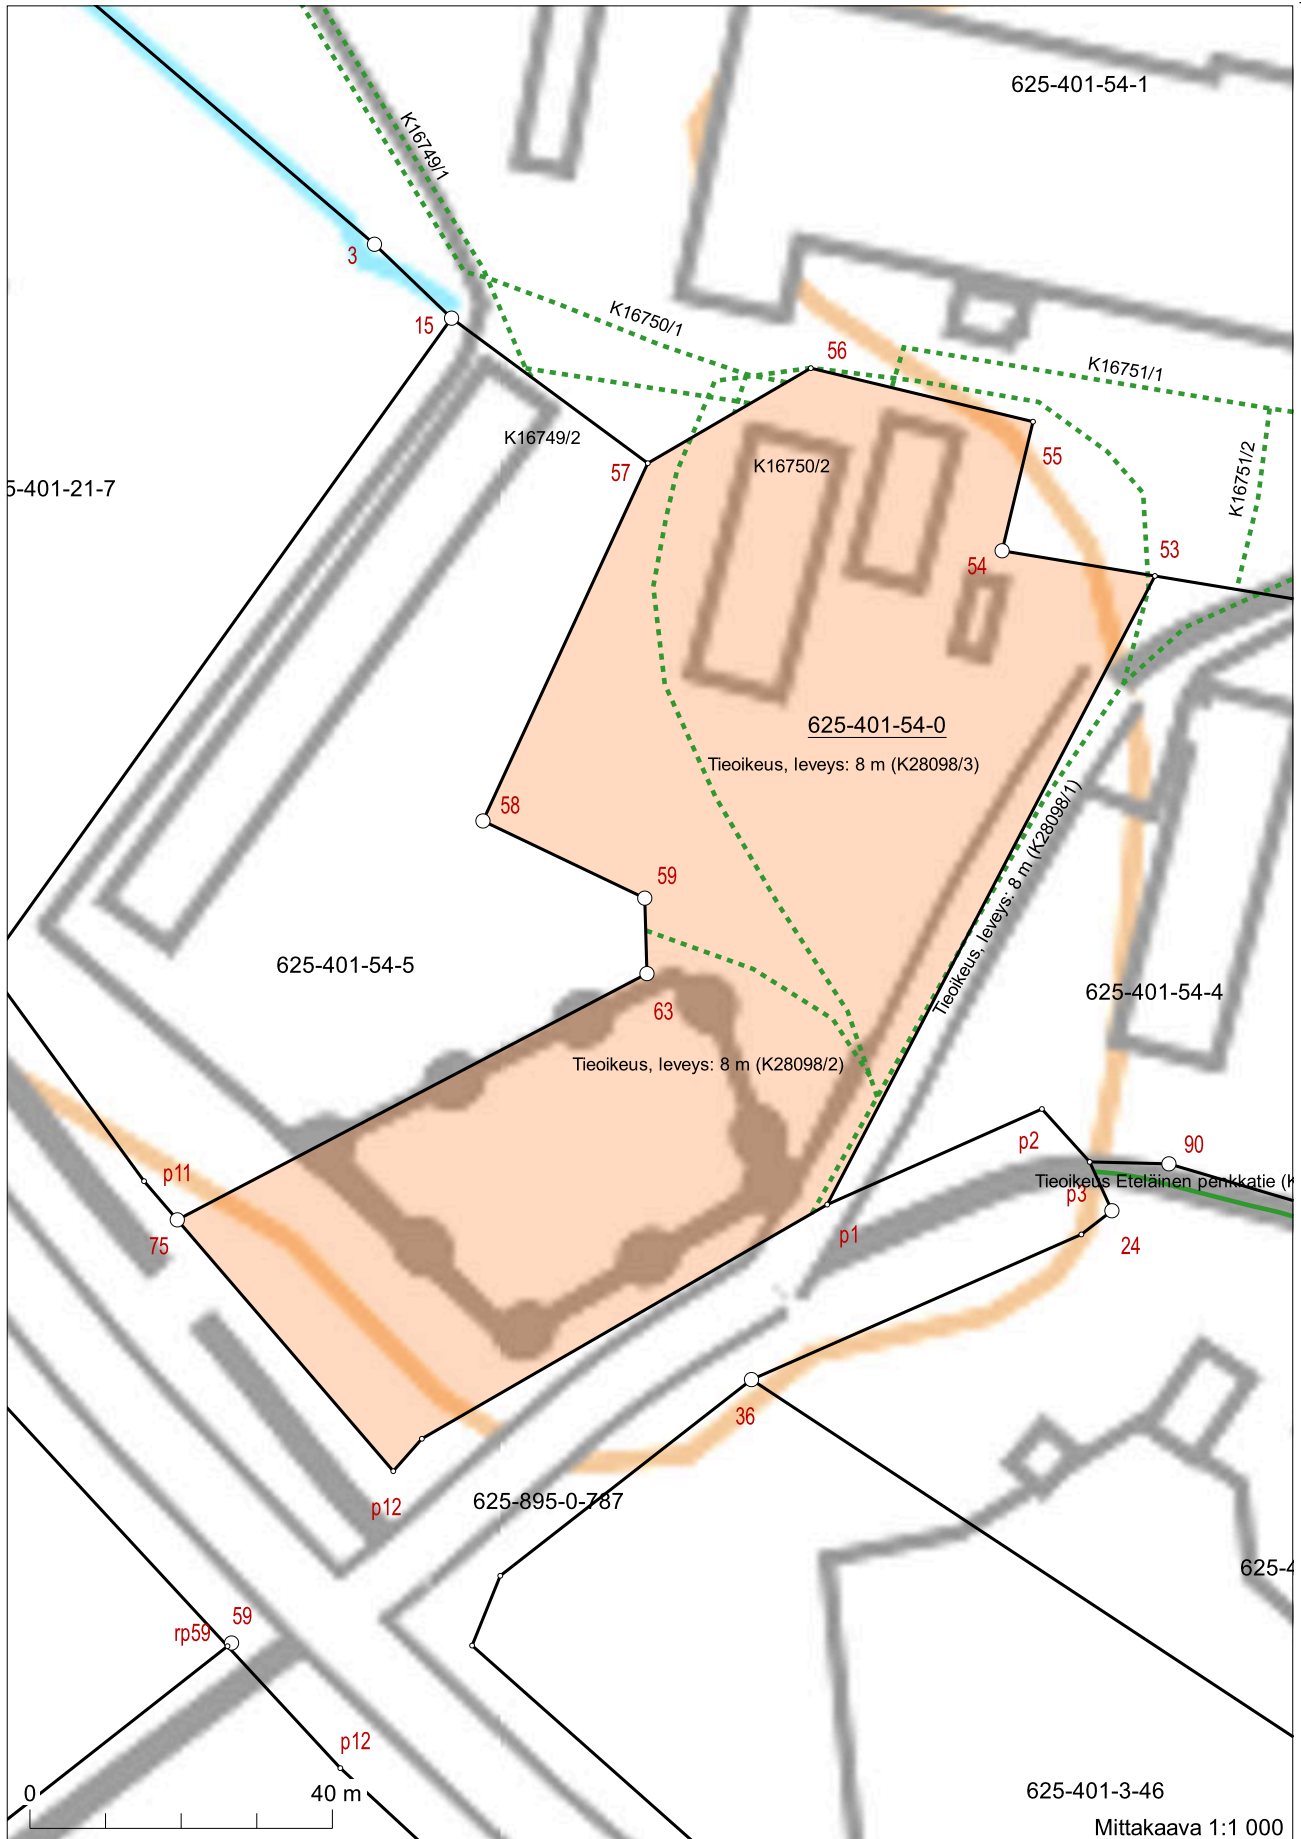 625-401-54-1
K16749/1
3
15
K16750/1
56
K16751/1
K16749/2
57
K16750/2
55
K16751/2
5-401-21-7
54
53
625-401-54-0
Tieoikeus, leveys: 8 m (K28098/3)
58
Tieoikeus, leveys: 8 m (K28098/1)
59
625-401-54-5
625-401-54-4
63
Tieoikeus, leveys: 8 m (K28098/2)
p2
90
p11
Tieoikeus Eteläinen penkkatie (K
p3
75
p1
24
36
p12
625-895-0-787
625-4
59
rp59
p12
0
40 m
625-401-3-46
Mittakaava 1:1 000